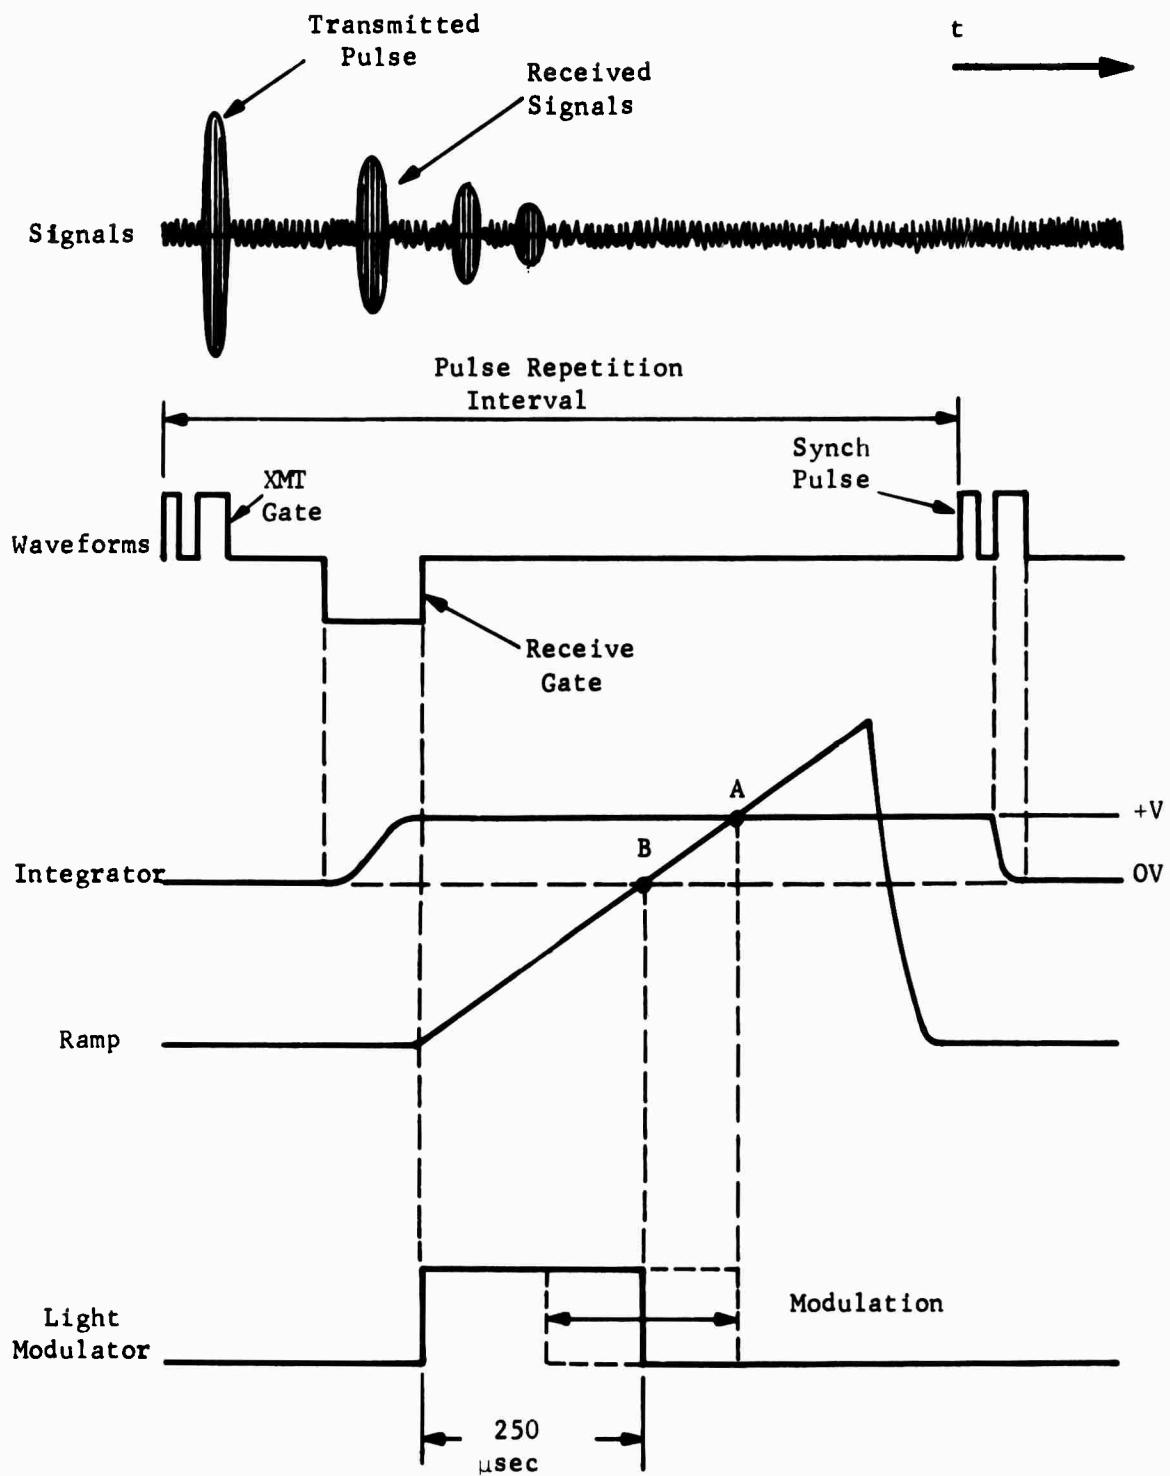 Transmitted
Pulse
t
Received
Signals
Signals
Pulse Repetition
Interval
Synch
Pulse
XMT
Gate
Waveforms
Receive
Gate
A
+V
B
Integrator
0V
Ramp
Light
Modulator
Modulation
250
μsec